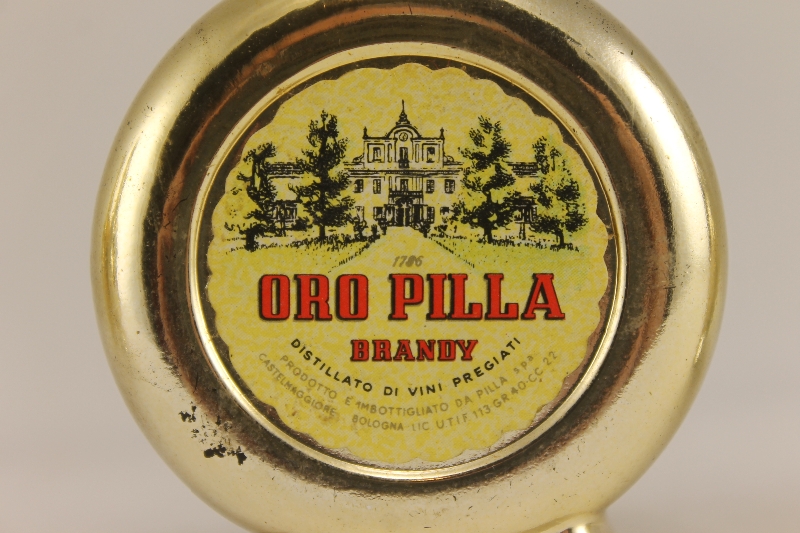 1786
ORO PILLA
BRANDY
DISTILLATO DI VINI PREGIATI
PRODOTTO E IMBOTTIGLIATO DA PILLA s.p.a.
CASTELMAGGIORE BOLOGNA LIC U.T.I.F. 113 GR 40-CC 22